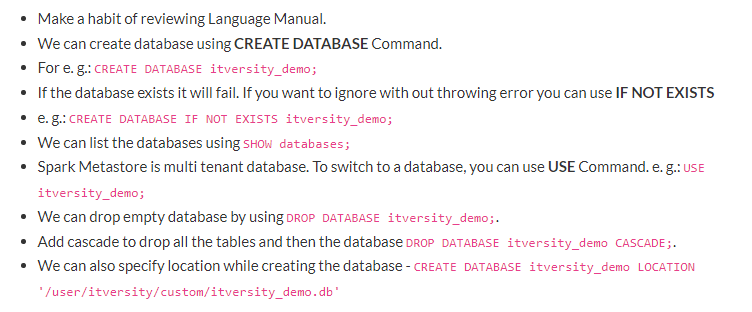 Make a habit of reviewing Language Manual.
We can create database using CREATE DATABASE Command.
For e. g.: CREATE DATABASE itversity_demo;
If the database exists it will fail. If you want to ignore with out throwing error you can use IF NOT EXISTS
e. g.: CREATE DATABASE IF NOT EXISTS itversity_demo;
We can list the databases using SHOW databases;
Spark Metastore is multi tenant database. To switch to a database, you can use USE Command. e. g.: USE
itversity_demo;
We can drop empty database by using DROP DATABASE itversity_demo;.
Add cascade to drop all the tables and then the database DROP DATABASE itversity_demo CASCADE;.
We can also specify location while creating the database - CREATE DATABASE itversity_demo LOCATION
'/user/itversity/custom/itversity_demo.db'